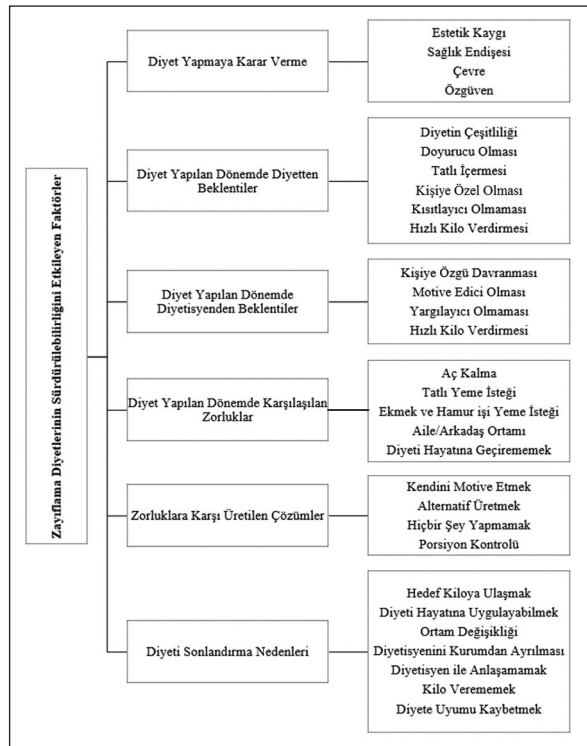 Zayıflama Diyetlerinin Sürdürülebilirliğini Etkileyen Faktörler
Diyet Yapmaya Karar Verme
Estetik Kaygı
Sağlık Endişesi
Çevre
Özgüven
Diyet Yapılan Dönemde Diyetten
Beklentiler
Diyetin Çeşitliliği
Doyurucu Olması
Tatlı İçermesi
Kişiye Özel Olması
Kısıtlayıcı Olmaması
Hızlı Kilo Verdirmesi
Diyet Yapılan Dönemde
Diyetisyenden Beklentiler
Kişiye Özgü Davranması
Motive Edici Olması
Yargılayıcı Olmaması
Hızlı Kilo Verdirmesi
Diyet Yapılan Dönemde Karşılaşılan
Zorluklar
Aç Kalma
Tatlı Yeme İsteği
Ekmek ve Hamur işi Yeme İsteği
Aile/Arkadaş Ortamı
Diyeti Hayatına Geçirememek
Zorluklara Karşı Üretilen Çözümler
Kendini Motive Etmek
Alternatif Üretmek
Hiçbir Şey Yapmamak
Porsiyon Kontrolü
Diyeti Sonlandırma Nedenleri
Hedef Kiloya Ulaşmak
Diyeti Hayatına Uygulayabilmek
Ortam Değişikliği
Diyetisyenini Kurumdan Ayrılması
Diyetisyen ile Anlaşamamak
Kilo Verememek
Diyete Uyumu Kaybetmek